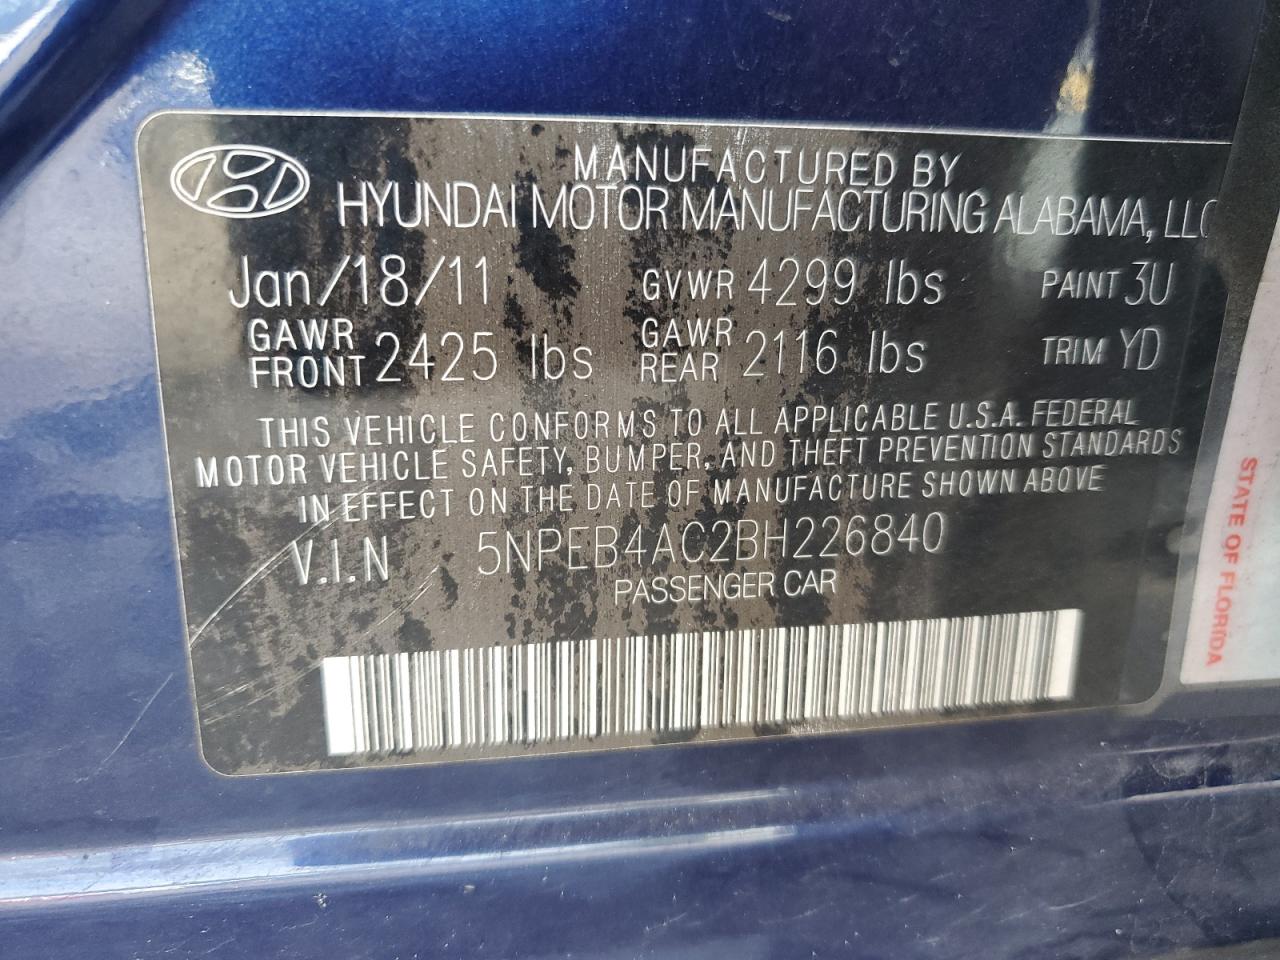 MANUFACTURED BY
HYUNDAI MOTOR MANUFACTURING ALABAMA, LLC
Jan/18/11 GVWR 4299 lbs PAINT 3U
GAWR FRONT 2425 lbs GAWR REAR 2116 lbs TRIM YD
THIS VEHICLE CONFORMS TO ALL APPLICABLE U.S.A. FEDERAL
MOTOR VEHICLE SAFETY, BUMPER, AND THEFT PREVENTION STANDARDS
IN EFFECT ON THE DATE OF MANUFACTURE SHOWN ABOVE
V.I.N 5NPEB4AC2BH226840
PASSENGER CAR
STATE OF FLORIDA